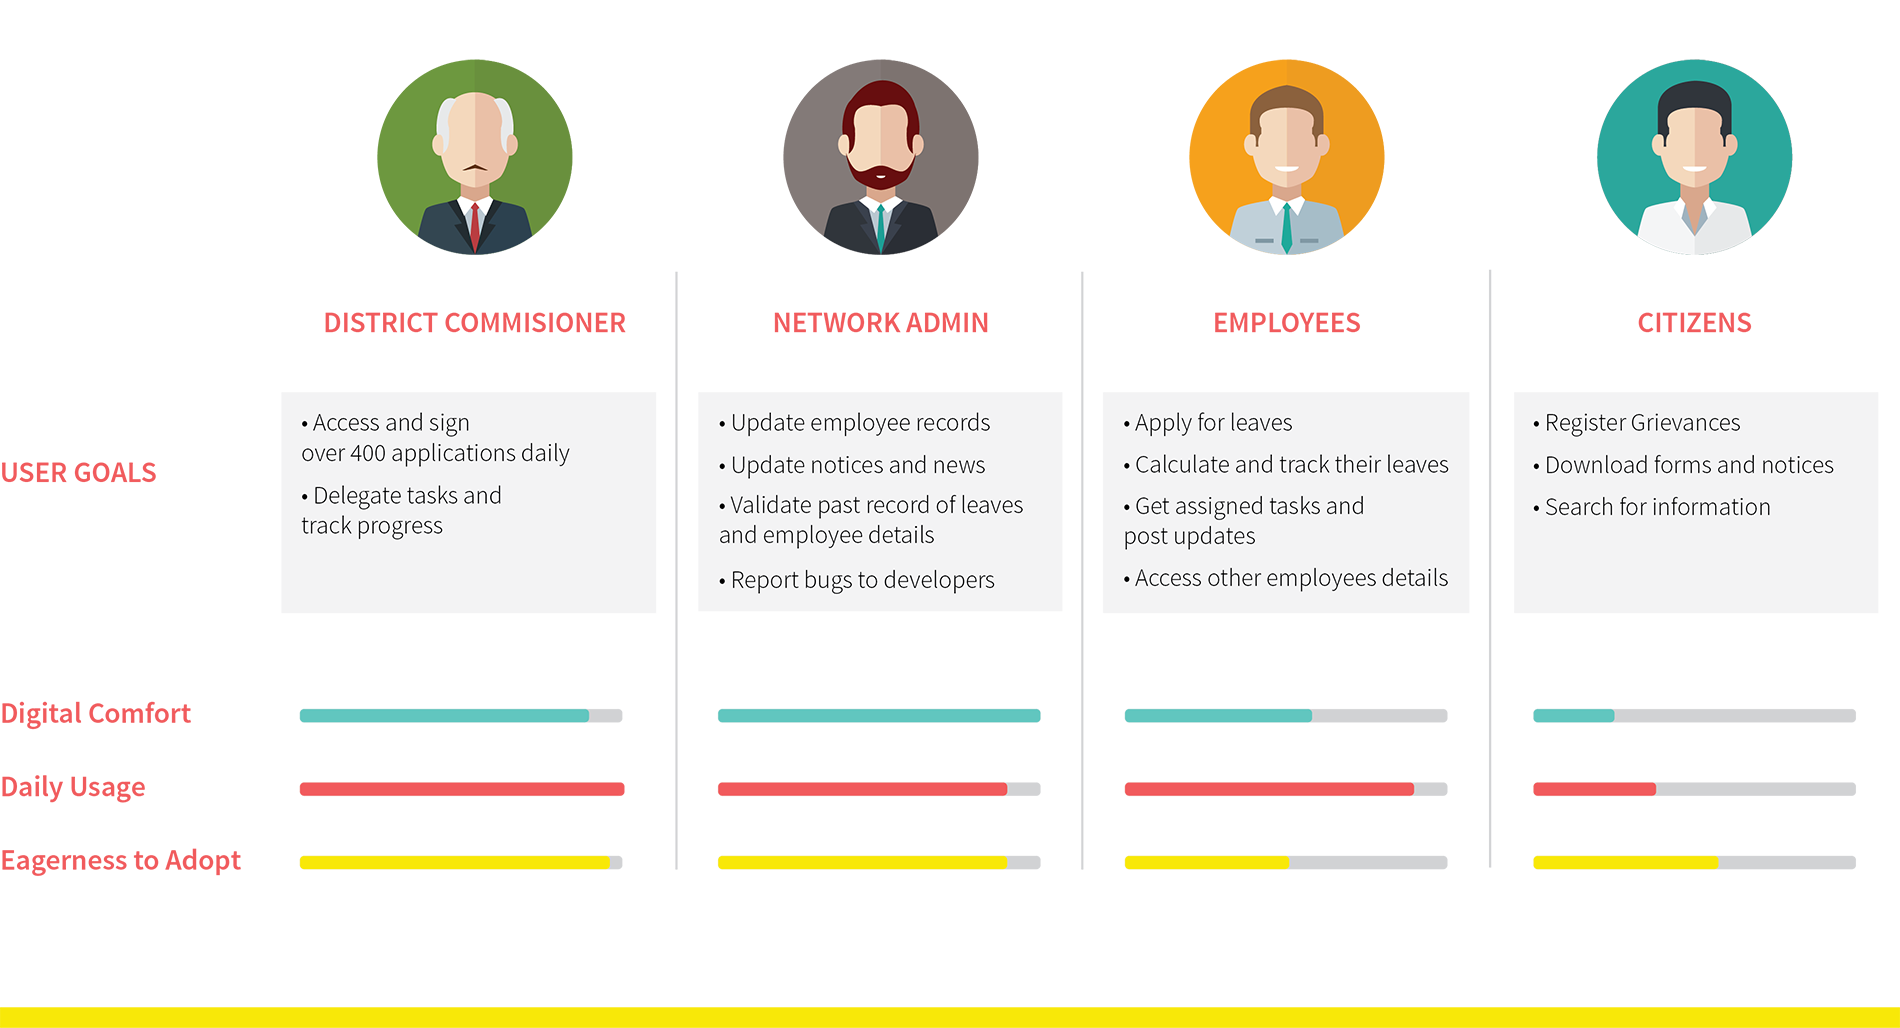 DISTRICT COMMISIONER
NETWORK ADMIN
EMPLOYEES
CITIZENS
USER GOALS
• Access and sign
over 400 applications daily
• Delegate tasks and
track progress
• Update employee records
• Update notices and news
• Validate past record of leaves
and employee details
• Report bugs to developers
• Apply for leaves
• Calculate and track their leaves
• Get assigned tasks and
post updates
• Access other employees details
• Register Grievances
• Download forms and notices
• Search for information
Digital Comfort
Daily Usage
Eagerness to Adopt